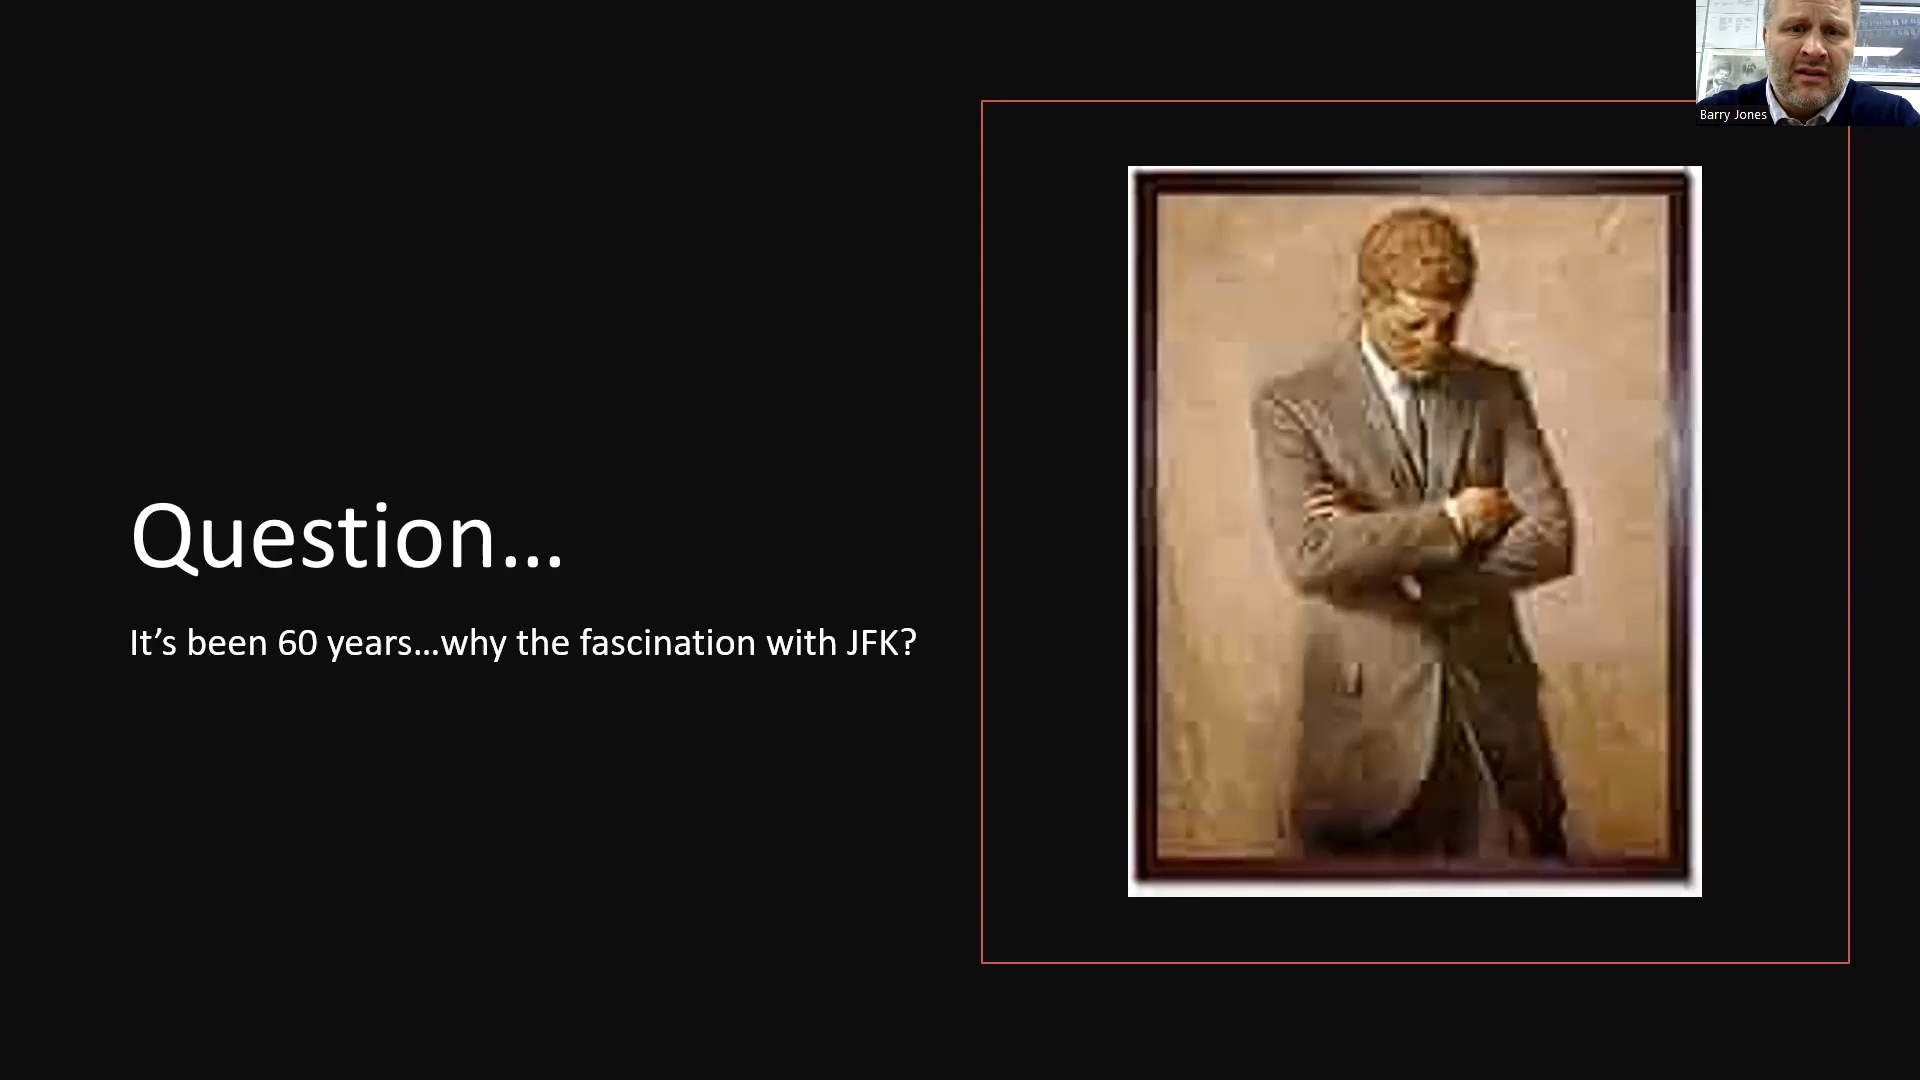 Barry Jones
Question...
It’s been 60 years...why the fascination with JFK?